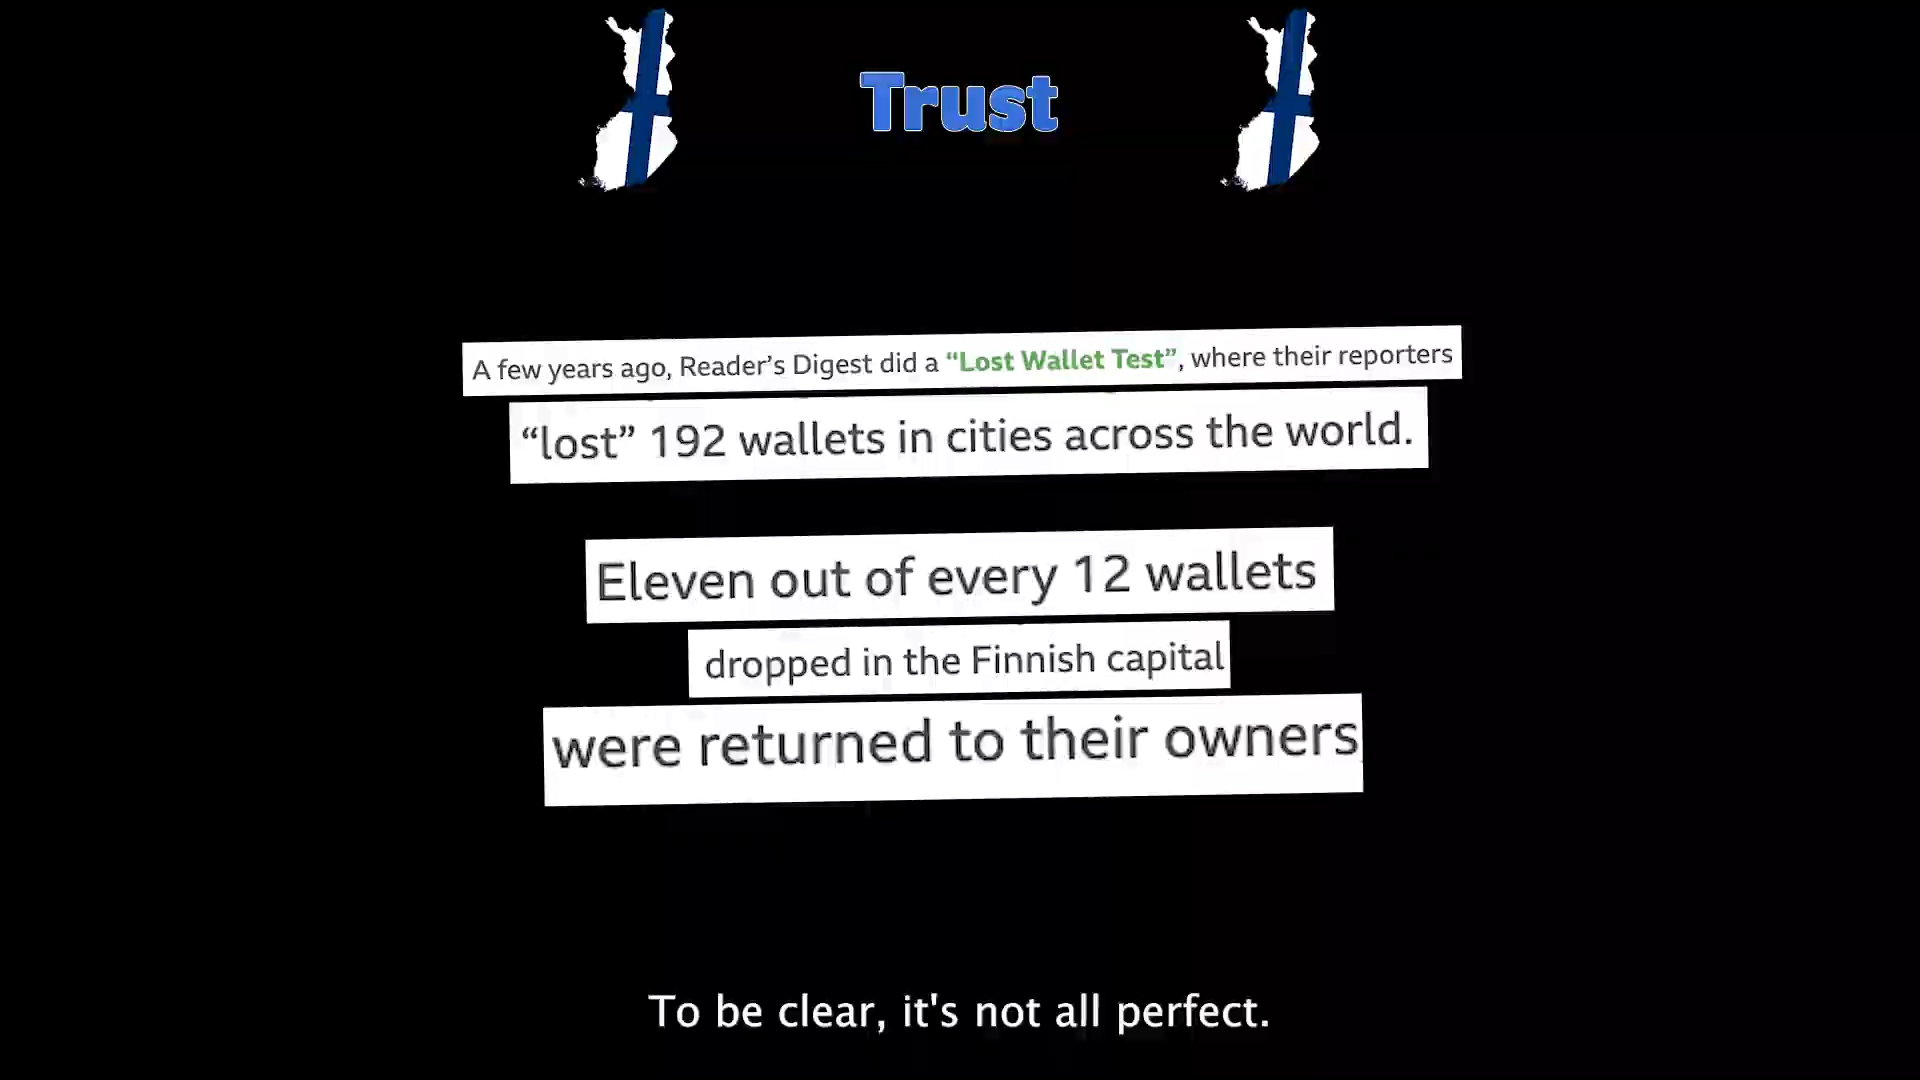 Trust
A few years ago, Reader’s Digest did a “Lost Wallet Test”, where their reporters
“lost” 192 wallets in cities across the world.
Eleven out of every 12 wallets
dropped in the Finnish capital
were returned to their owners
To be clear, it's not all perfect.